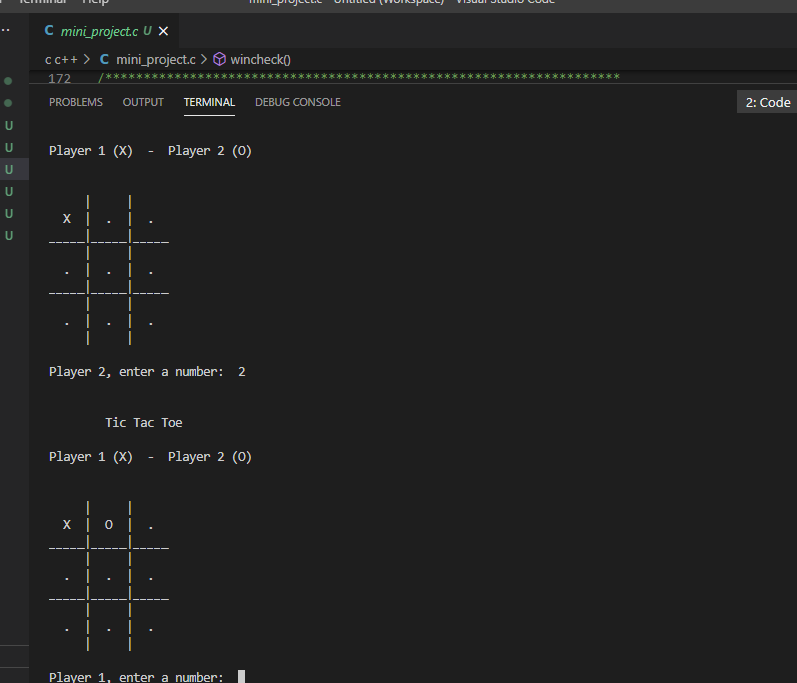 Terminal Help mini_project.c - Untitled (Workspace) - Visual Studio Code
C mini_project.c U ×
c c++ > C mini_project.c > wincheck()
172 /*******************************************************************
PROBLEMS OUTPUT TERMINAL DEBUG CONSOLE 2: Code
U
U
U
U
U
U
Player 1 (X) - Player 2 (O)
     |     |
  X  |  .  |  .
_____|_____|_____
     |     |
  .  |  .  |  .
_____|_____|_____
     |     |
  .  |  .  |  .
     |     |
Player 2, enter a number: 2
Tic Tac Toe
Player 1 (X) - Player 2 (O)
     |     |
  X  |  O  |  .
_____|_____|_____
     |     |
  .  |  .  |  .
_____|_____|_____
     |     |
  .  |  .  |  .
     |     |
Player 1, enter a number: